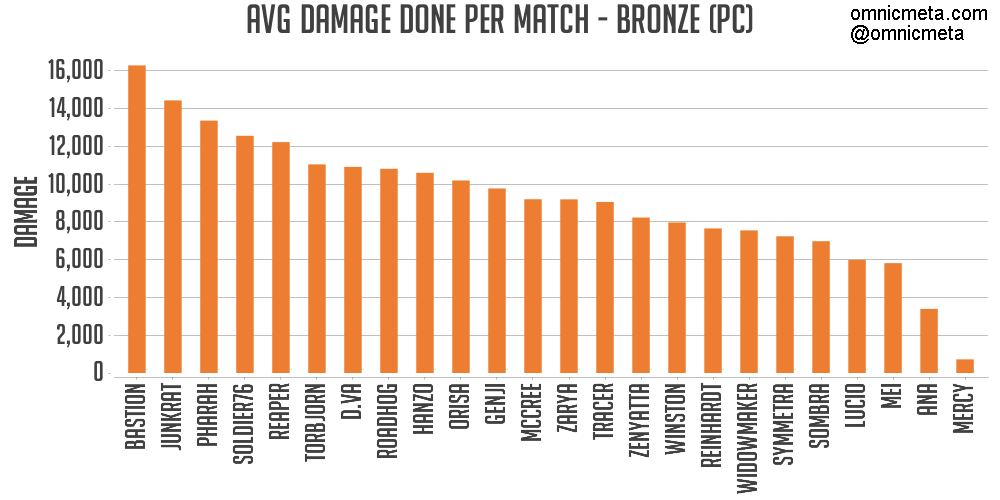 AVG DAMAGE DONE PER MATCH - BRONZE (PC)
omnicmeta.com
@omnicmeta
DAMAGE
16,000
14,000
12,000
10,000
8,000
6,000
4,000
2,000
0
BASTION
JUNKRAT
PHARAH
SOLDIER76
REAPER
TORBJORN
D.VA
ROADHOG
HANZO
ORISA
GENJI
MCCREE
ZARYA
TRACER
ZENYATTA
WINSTON
REINHARDT
WIDOWMAKER
SYMMETRA
SOMBRA
LUCIO
MEI
ANA
MERCY